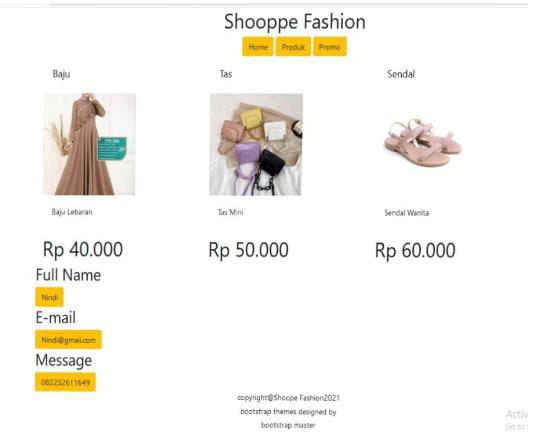 Shooppe Fashion
Home Produk Promo
Baju Tas Sendal
Baju Lebaran Tas Mini Sendal Wanita
Rp 40.000 Rp 50.000 Rp 60.000
Full Name
Nindi
E-mail
Nindi@gmail.com
Message
082232611649
copyright@Shoope Fashion2021
bootstrap themes designed by
bootstrap master
Activ
Go to